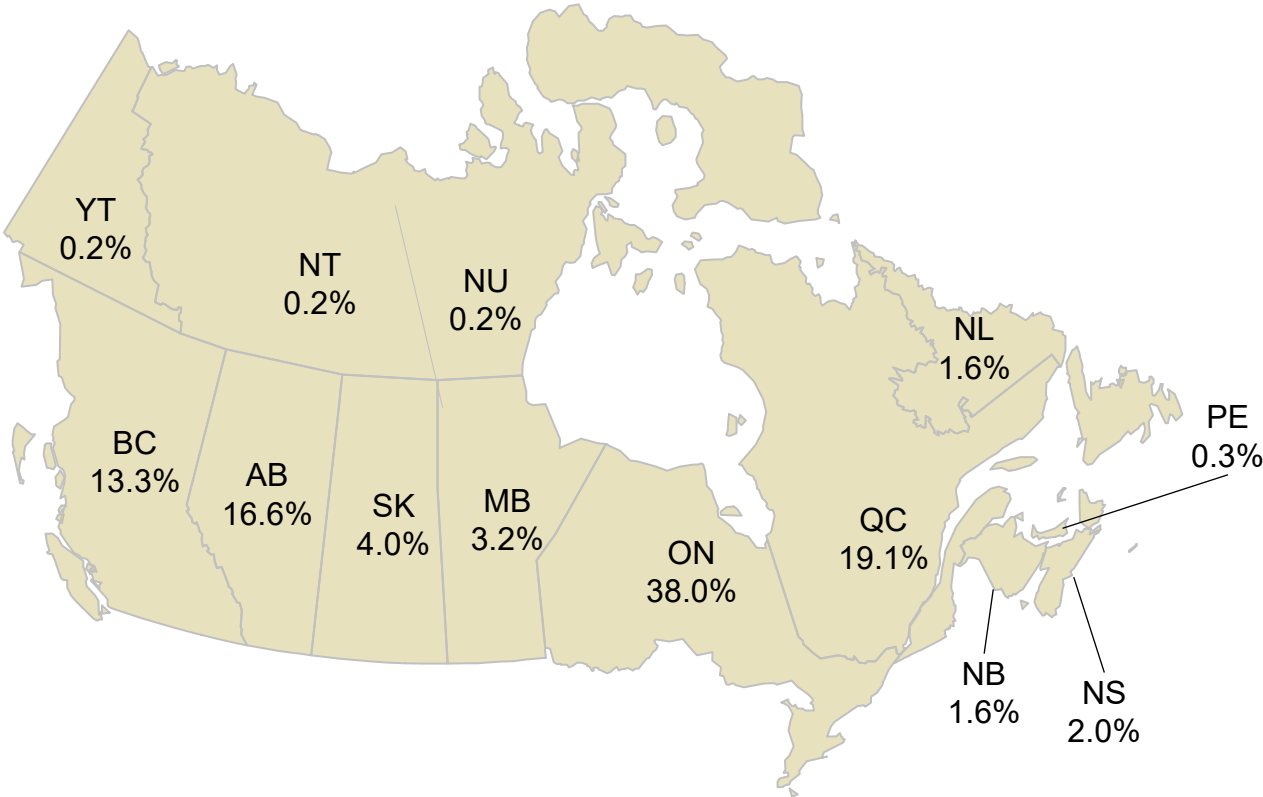 YT
0.2%
NT
0.2%
NU
0.2%
NL
1.6%
PE
0.3%
BC
13.3%
AB
16.6%
SK
4.0%
MB
3.2%
ON
38.0%
QC
19.1%
NB
1.6%
NS
2.0%